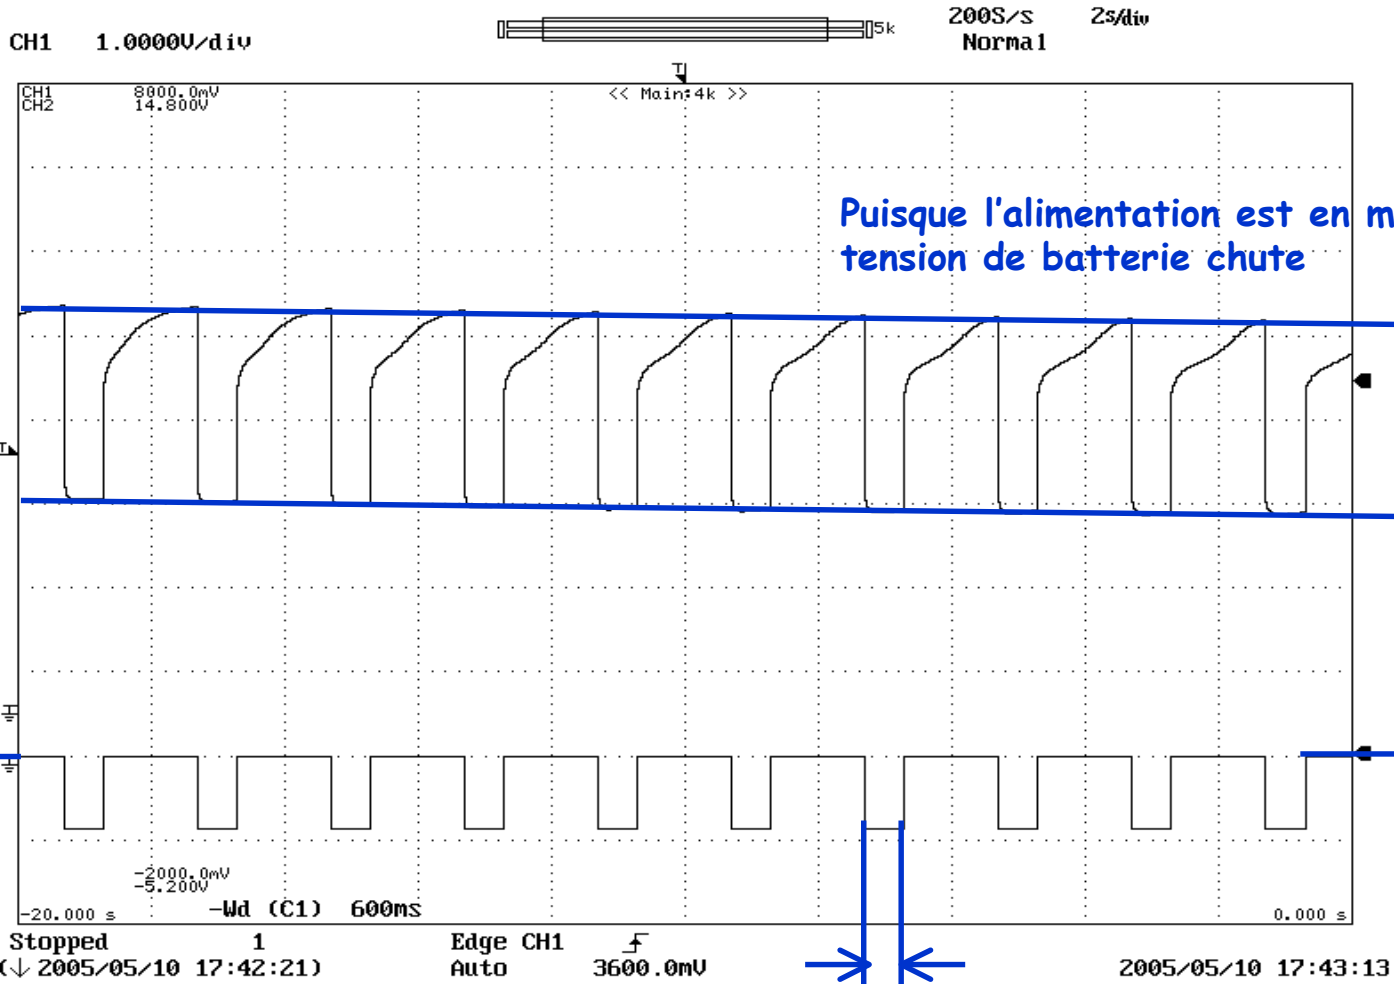 200S/s 2s/div
CH1 1.0000V/div
5k
Normal
T
CH1 8000.0mV
CH2 14.800V
<< Main:4k >>
Puisque l'alimentation est en m
tension de batterie chute
T
-2000.0mV
-5.200V
-20.000 s
-Wd (C1) 600ms
0.000 s
Stopped 1 Edge CH1
(↓ 2005/05/10 17:42:21) Auto 3600.0mV 2005/05/10 17:43:13